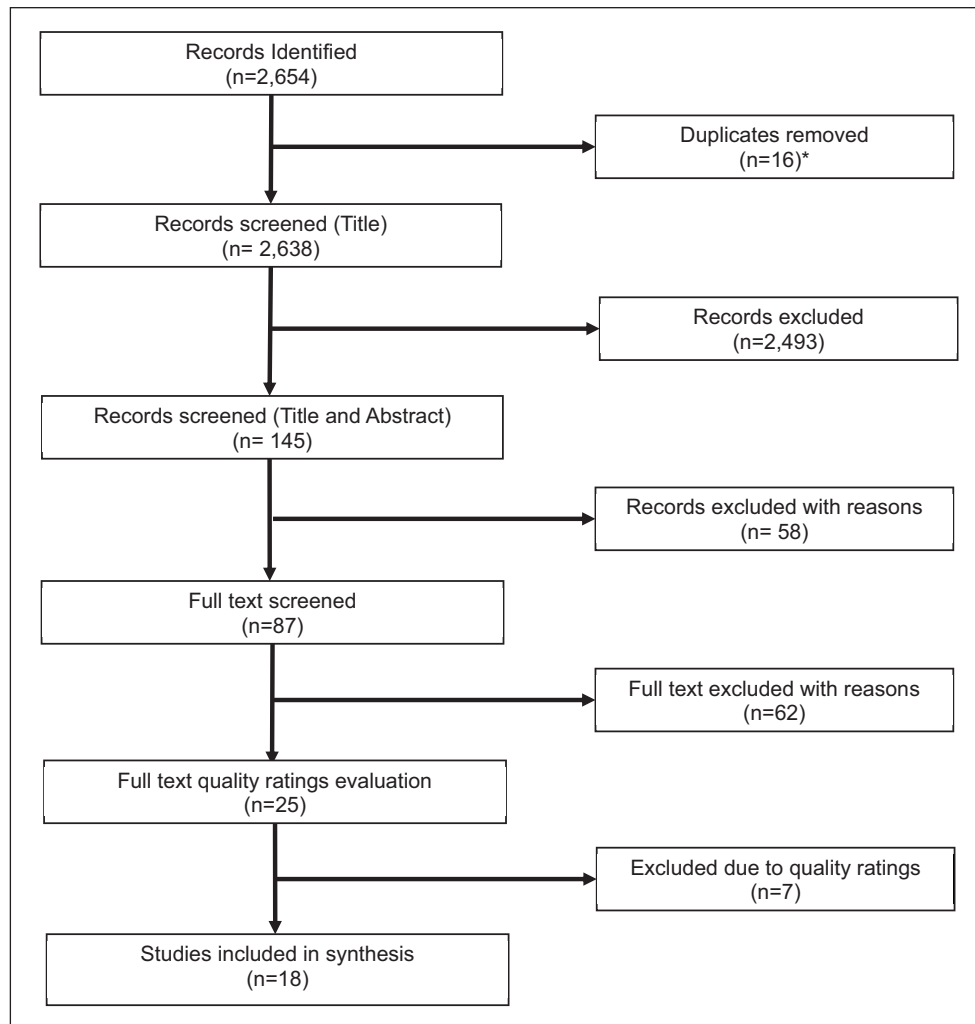 Records Identified
(n=2,654)
Duplicates removed
(n=16)*
Records screened (Title)
(n= 2,638)
Records excluded
(n=2,493)
Records screened (Title and Abstract)
(n= 145)
Records excluded with reasons
(n= 58)
Full text screened
(n=87)
Full text excluded with reasons
(n=62)
Full text quality ratings evaluation
(n=25)
Excluded due to quality ratings
(n=7)
Studies included in synthesis
(n=18)